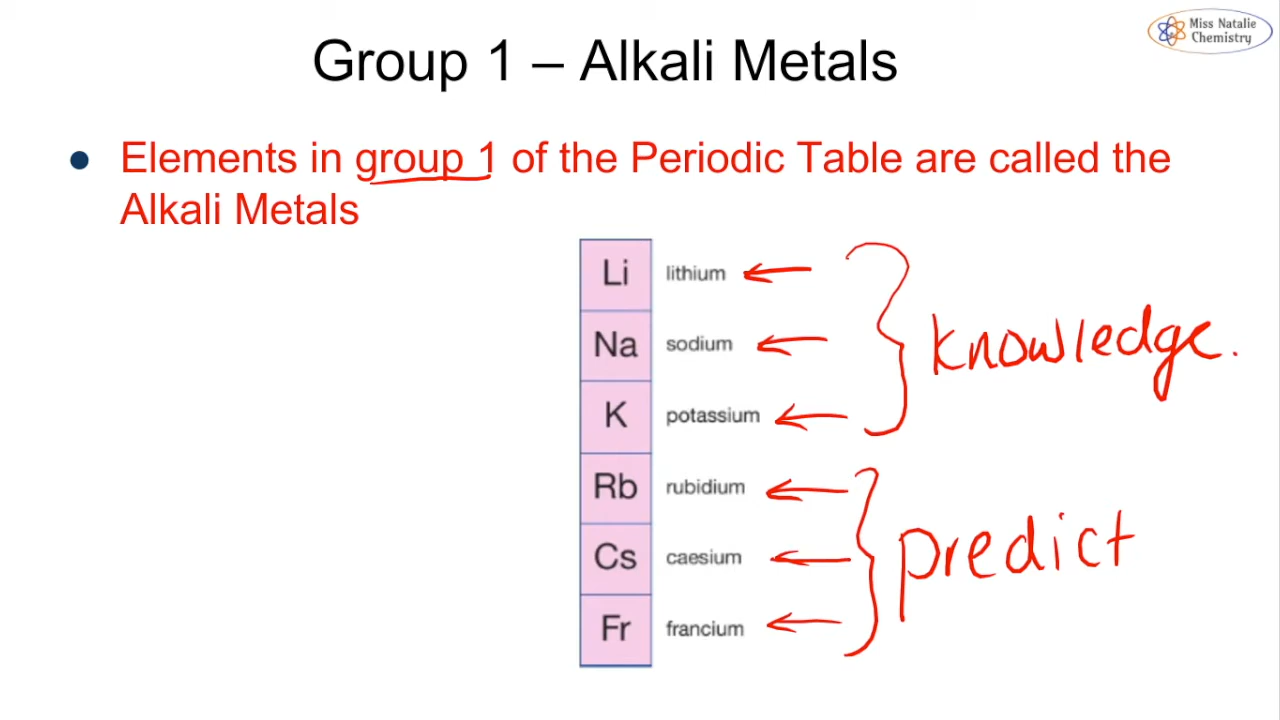 Miss Natalie
Chemistry
Group 1 – Alkali Metals
● Elements in group 1 of the Periodic Table are called the
Alkali Metals
Li lithium
Na sodium
K potassium
knowledge.
Rb rubidium
Cs caesium
Fr francium
predict